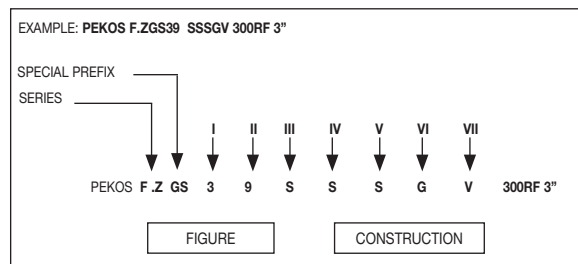 EXAMPLE: PEKOS F.ZGS39 SSSGV 300RF 3”
SPECIAL PREFIX
SERIES
I II III IV V VI VII
PEKOS F .Z GS 3 9 S S S G V 300RF 3”
FIGURE CONSTRUCTION